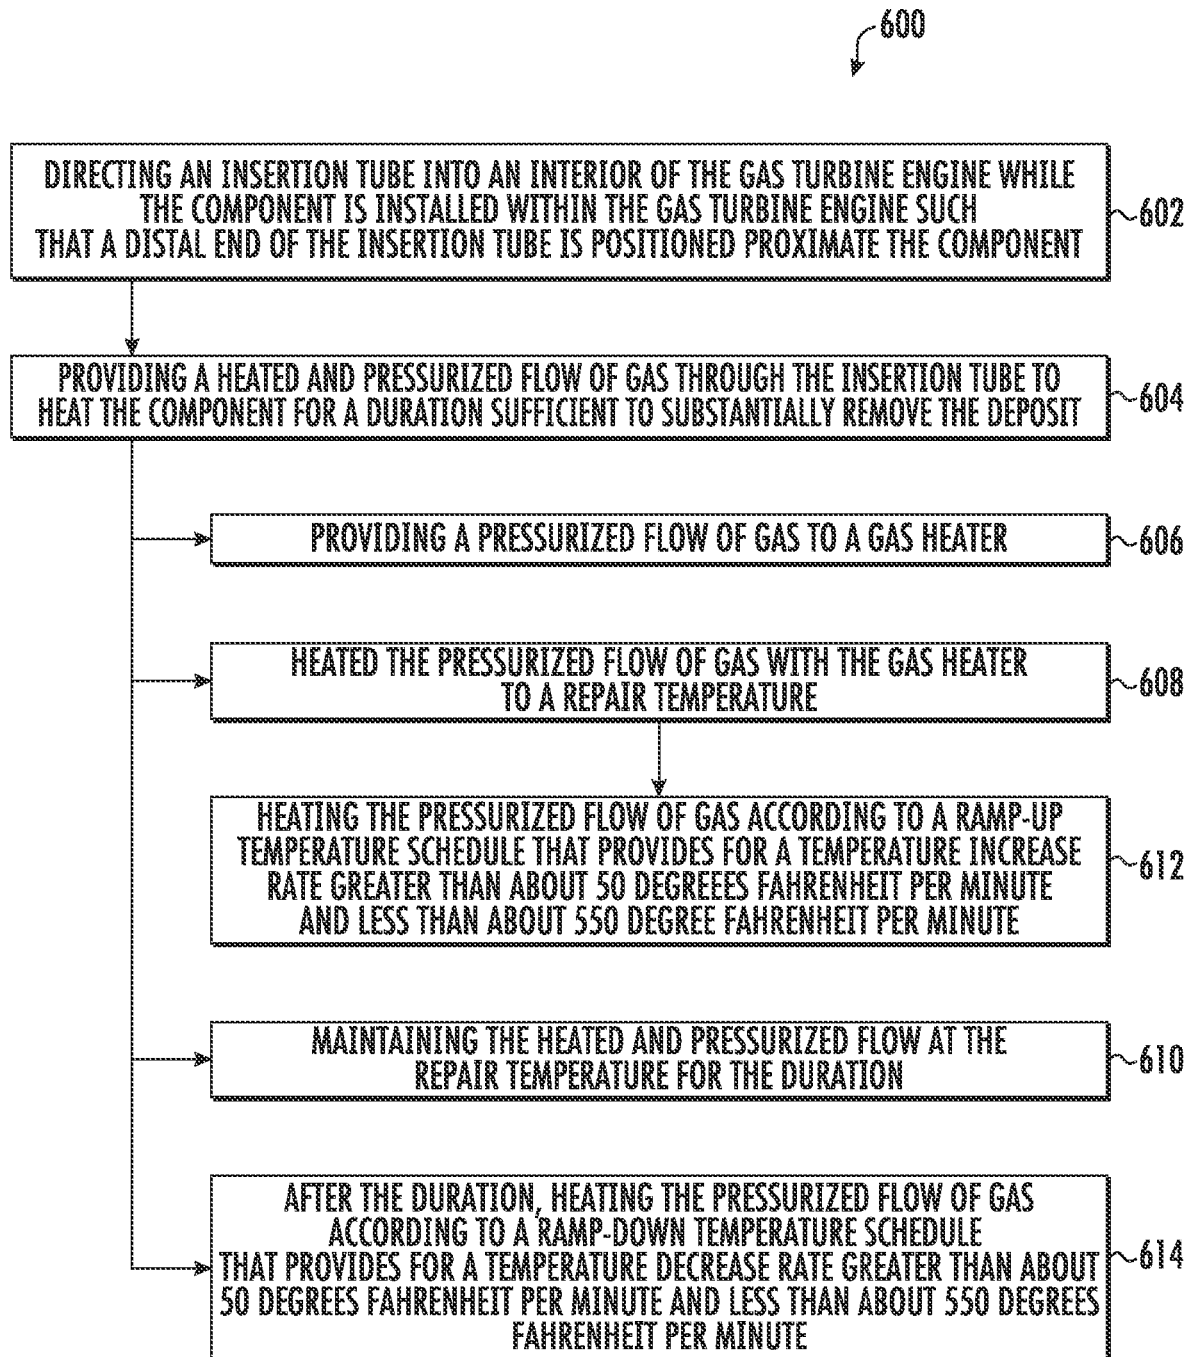 600
DIRECTING AN INSERTION TUBE INTO AN INTERIOR OF THE GAS TURBINE ENGINE WHILE
THE COMPONENT IS INSTALLED WITHIN THE GAS TURBINE ENGINE SUCH
THAT A DISTAL END OF THE INSERTION TUBE IS POSITIONED PROXIMATE THE COMPONENT
602
PROVIDING A HEATED AND PRESSURIZED FLOW OF GAS THROUGH THE INSERTION TUBE TO
HEAT THE COMPONENT FOR A DURATION SUFFICIENT TO SUBSTANTIALLY REMOVE THE DEPOSIT
604
PROVIDING A PRESSURIZED FLOW OF GAS TO A GAS HEATER
606
HEATED THE PRESSURIZED FLOW OF GAS WITH THE GAS HEATER
TO A REPAIR TEMPERATURE
608
HEATING THE PRESSURIZED FLOW OF GAS ACCORDING TO A RAMP-UP
TEMPERATURE SCHEDULE THAT PROVIDES FOR A TEMPERATURE INCREASE
RATE GREATER THAN ABOUT 50 DEGREEES FAHRENHEIT PER MINUTE
AND LESS THAN ABOUT 550 DEGREE FAHRENHEIT PER MINUTE
612
MAINTAINING THE HEATED AND PRESSURIZED FLOW AT THE
REPAIR TEMPERATURE FOR THE DURATION
610
AFTER THE DURATION, HEATING THE PRESSURIZED FLOW OF GAS
ACCORDING TO A RAMP-DOWN TEMPERATURE SCHEDULE
THAT PROVIDES FOR A TEMPERATURE DECREASE RATE GREATER THAN ABOUT
50 DEGREES FAHRENHEIT PER MINUTE AND LESS THAN ABOUT 550 DEGREES
FAHRENHEIT PER MINUTE
614